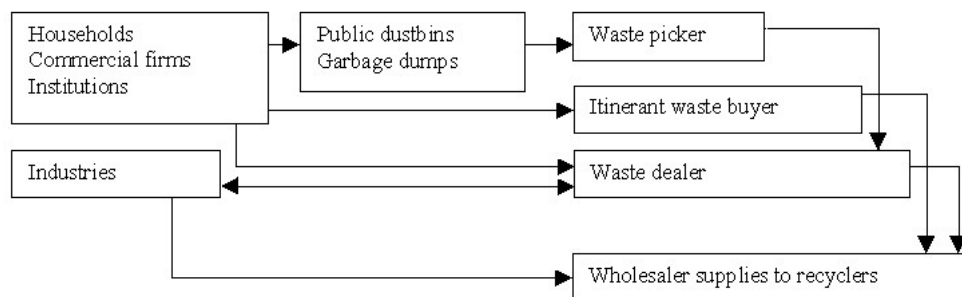 Households
Commercial firms
Institutions
Public dustbins
Garbage dumps
Waste picker
Itinerant waste buyer
Industries
Waste dealer
Wholesaler supplies to recyclers